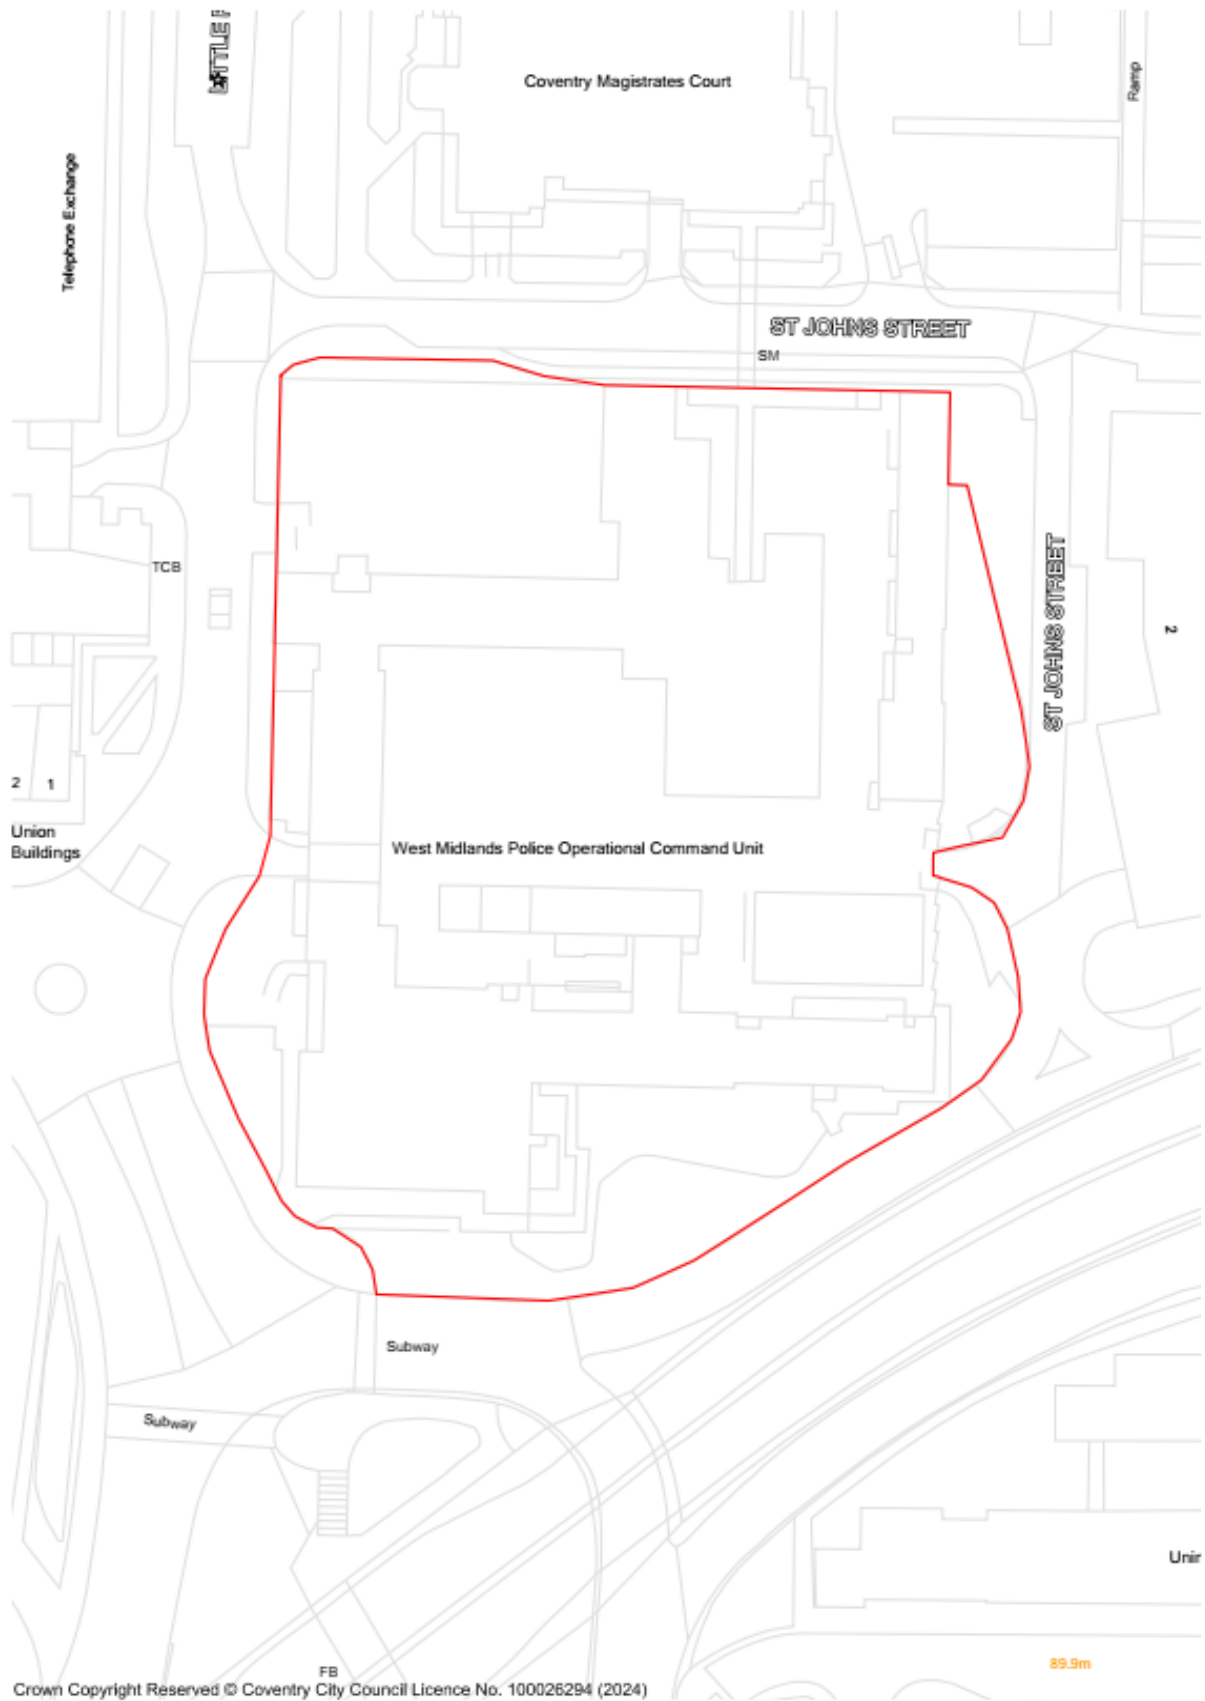 LITTLE
Coventry Magistrates Court
Ramp
Telephone Exchange
ST JOHNS STREET
SM
TCB
ST JOHNS STREET
2
2
1
Union
Buildings
West Midlands Police Operational Command Unit
Subway
Subway
Unir
89.9m
FB
Crown Copyright Reserved © Coventry City Council Licence No. 100026294 (2024)